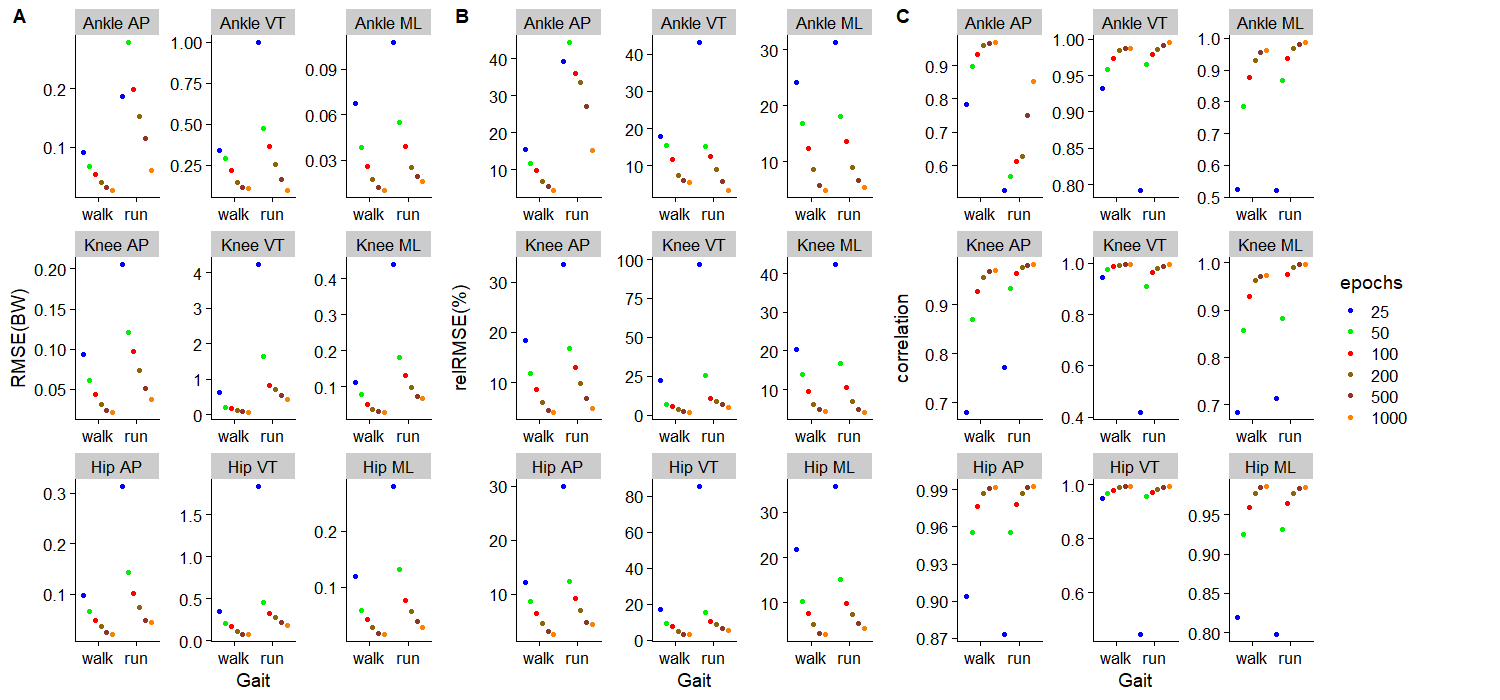 A
B
C
Ankle AP
Ankle VT
Ankle ML
Ankle AP
Ankle VT
Ankle ML
Ankle AP
Ankle VT
Ankle ML
0.2
0.1
1.00
0.75
0.50
0.25
0.09
0.06
0.03
40
30
20
10
40
30
20
10
30
20
10
0.9
0.8
0.7
0.6
1.00
0.95
0.90
0.85
0.80
1.0
0.9
0.8
0.7
0.6
0.5
walk run
walk run
walk run
walk run
walk run
walk run
walk run
walk run
walk run
Knee AP
Knee VT
Knee ML
Knee AP
Knee VT
Knee ML
Knee AP
Knee VT
Knee ML
RMSE(BW)
0.20
0.15
0.10
0.05
4
3
2
1
0
0.4
0.3
0.2
0.1
relRMSE(%)
30
20
10
100
75
50
25
0
40
30
20
10
correlation
0.9
0.8
0.7
1.0
0.8
0.6
0.4
1.0
0.9
0.8
0.7
walk run
walk run
walk run
walk run
walk run
walk run
walk run
walk run
walk run
epochs
25
50
100
200
500
1000
Hip AP
Hip VT
Hip ML
Hip AP
Hip VT
Hip ML
Hip AP
Hip VT
Hip ML
0.3
0.2
0.1
1.5
1.0
0.5
0.0
0.2
0.1
30
20
10
80
60
40
20
0
30
20
10
0.99
0.96
0.93
0.90
0.87
1.0
0.8
0.6
0.95
0.90
0.85
0.80
walk run
walk run
walk run
walk run
walk run
walk run
walk run
walk run
walk run
Gait
Gait
Gait